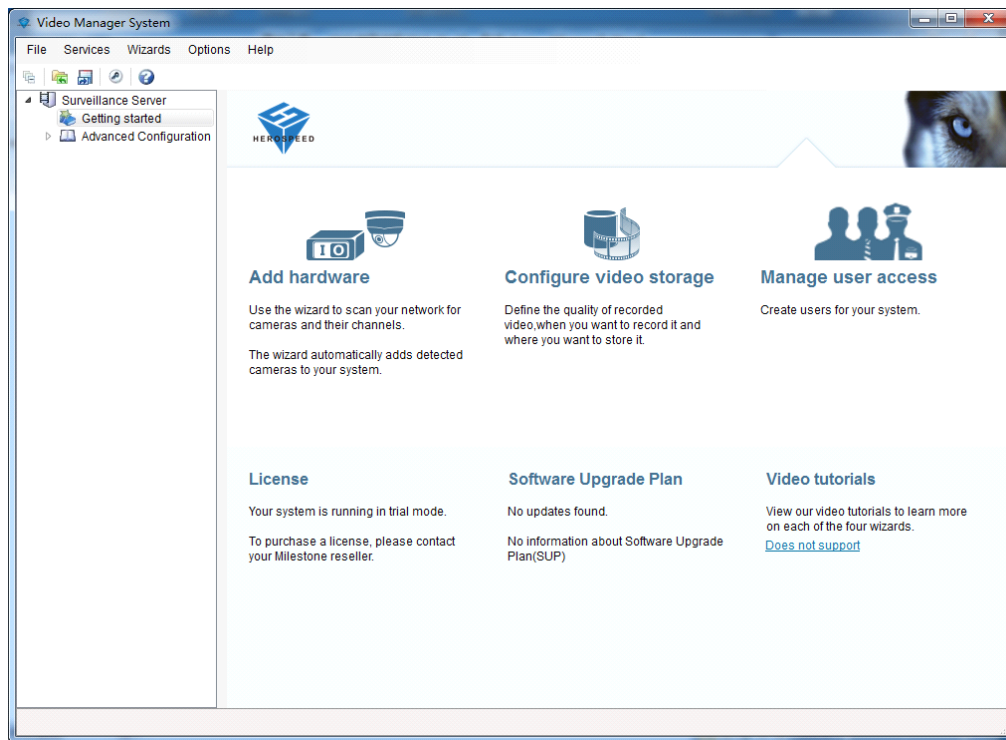 Video Manager System
File Services Wizards Options Help
Surveillance Server
Getting started
Advanced Configuration
HEROSPEED
I O
Add hardware
Use the wizard to scan your network for
cameras and their channels.
The wizard automatically adds detected
cameras to your system.
Configure video storage
Define the quality of recorded
video,when you want to record it and
where you want to store it.
Manage user access
Create users for your system.
License
Your system is running in trial mode.
To purchase a license, please contact
your Milestone reseller.
Software Upgrade Plan
No updates found.
No information about Software Upgrade
Plan(SUP)
Video tutorials
View our video tutorials to learn more
on each of the four wizards.
Does not support